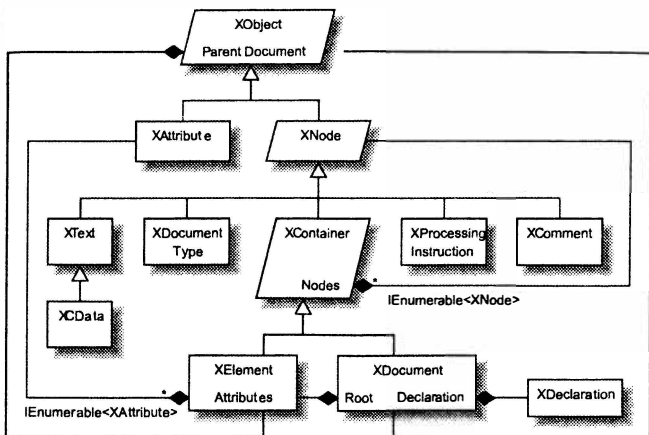 XObject
Parent Document
XAttribute
XNode
XText
XDocument
Type
XContainer
Nodes
XProcessing
Instruction
XComment
*
IEnumerable<XNode>
XCData
XElement
Attributes
XDocument
Root Declaration
XDeclaration
*
IEnumerable<XAttribute>